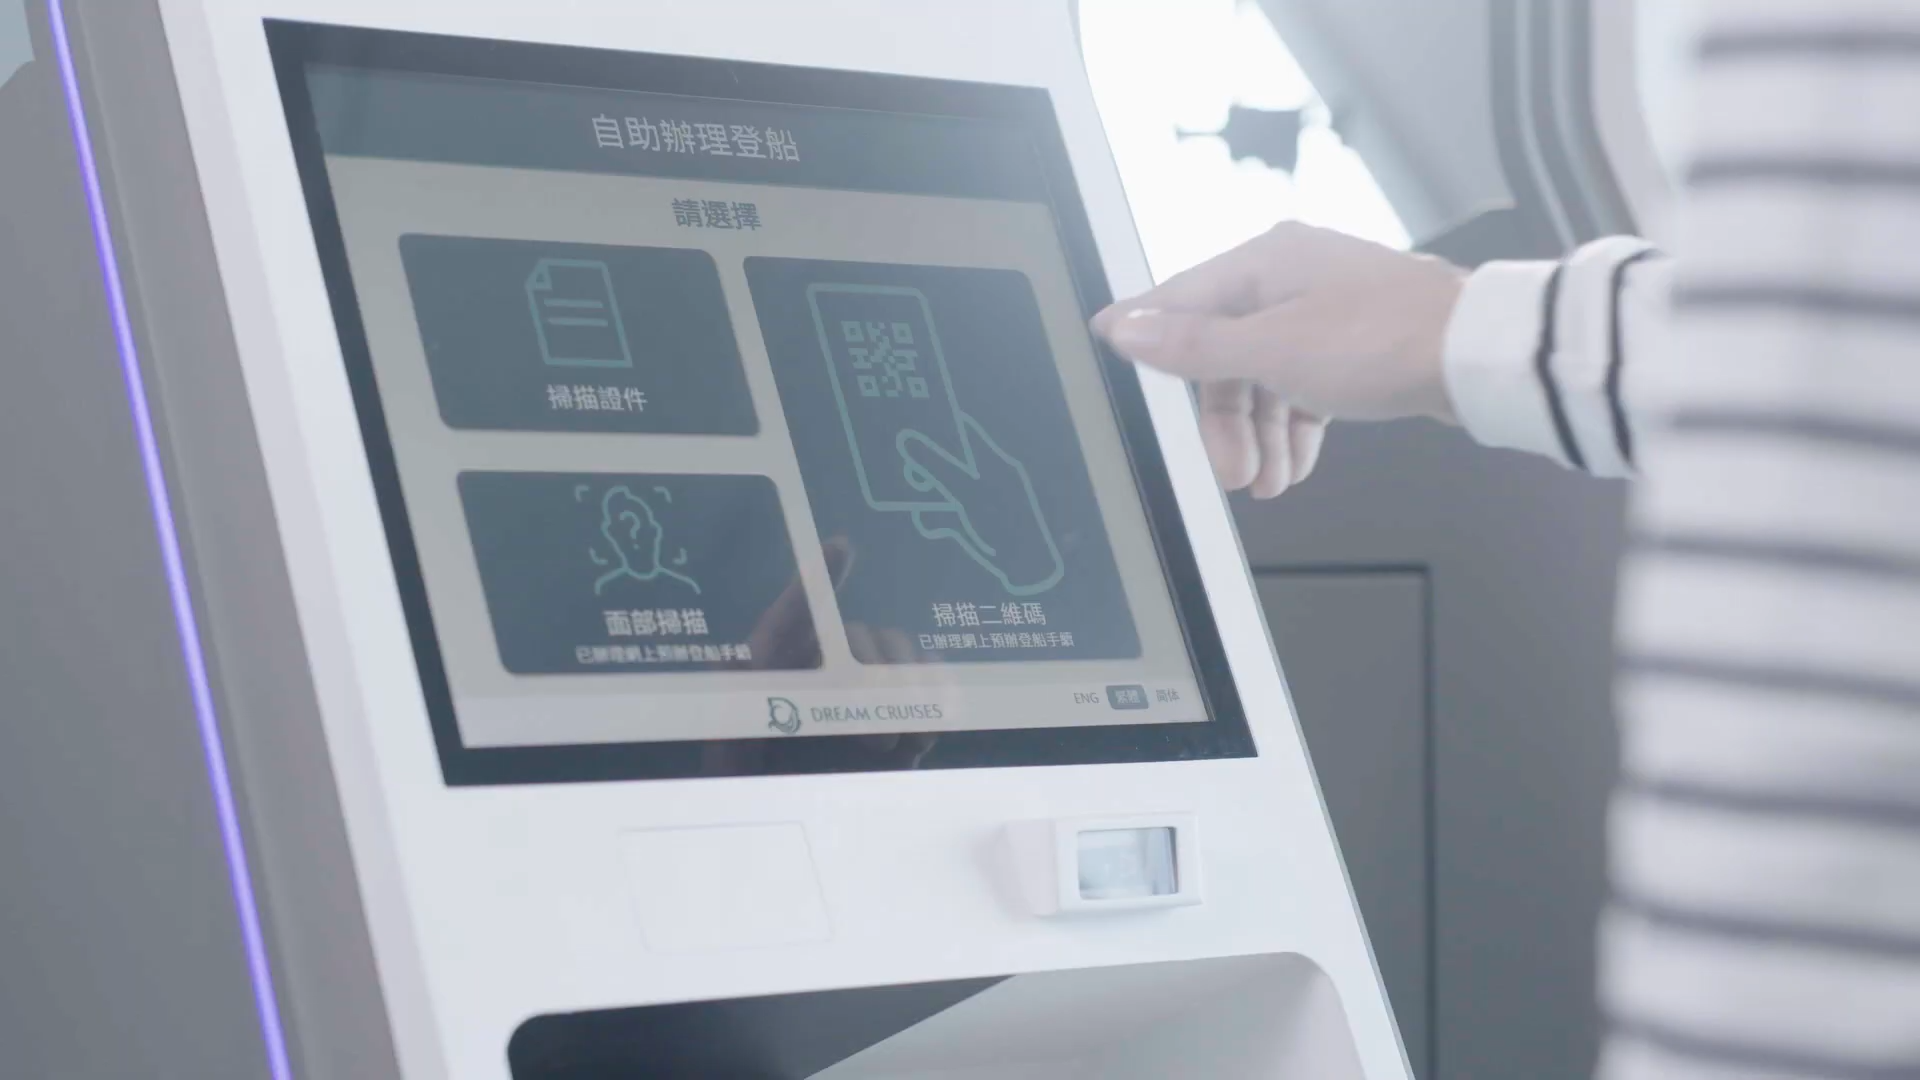 自助辦理登船
請選擇
掃描證件
面部掃描
已辦理網上預辦登船手續
掃描二維碼
已辦理網上預辦登船手續
DREAM CRUISES
ENG 繁體 简体